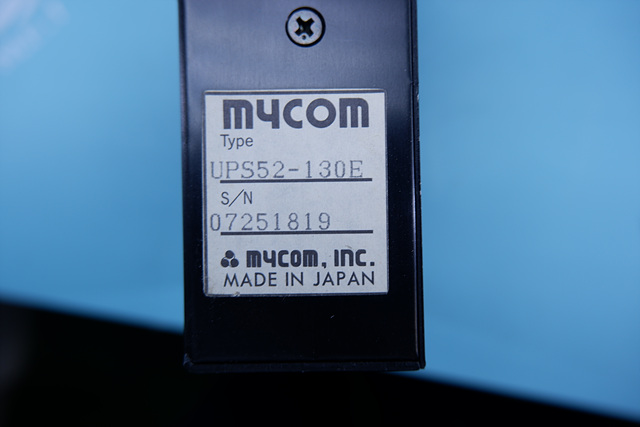 mycom
Type
UPS52-130E
S/N
07251819
mycom, inc.
MADE IN JAPAN